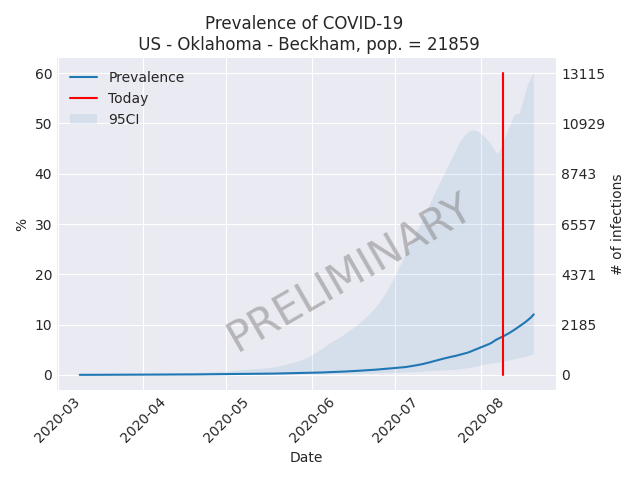 Prevalence of COVID-19
US - Oklahoma - Beckham, pop. = 21859
Prevalence
Today
95CI
60
50
40
30
20
10
0
%
13115
10929
8743
6557
4371
2185
0
# of infections
PRELIMINARY
2020-03
2020-04
2020-05
2020-06
2020-07
2020-08
Date